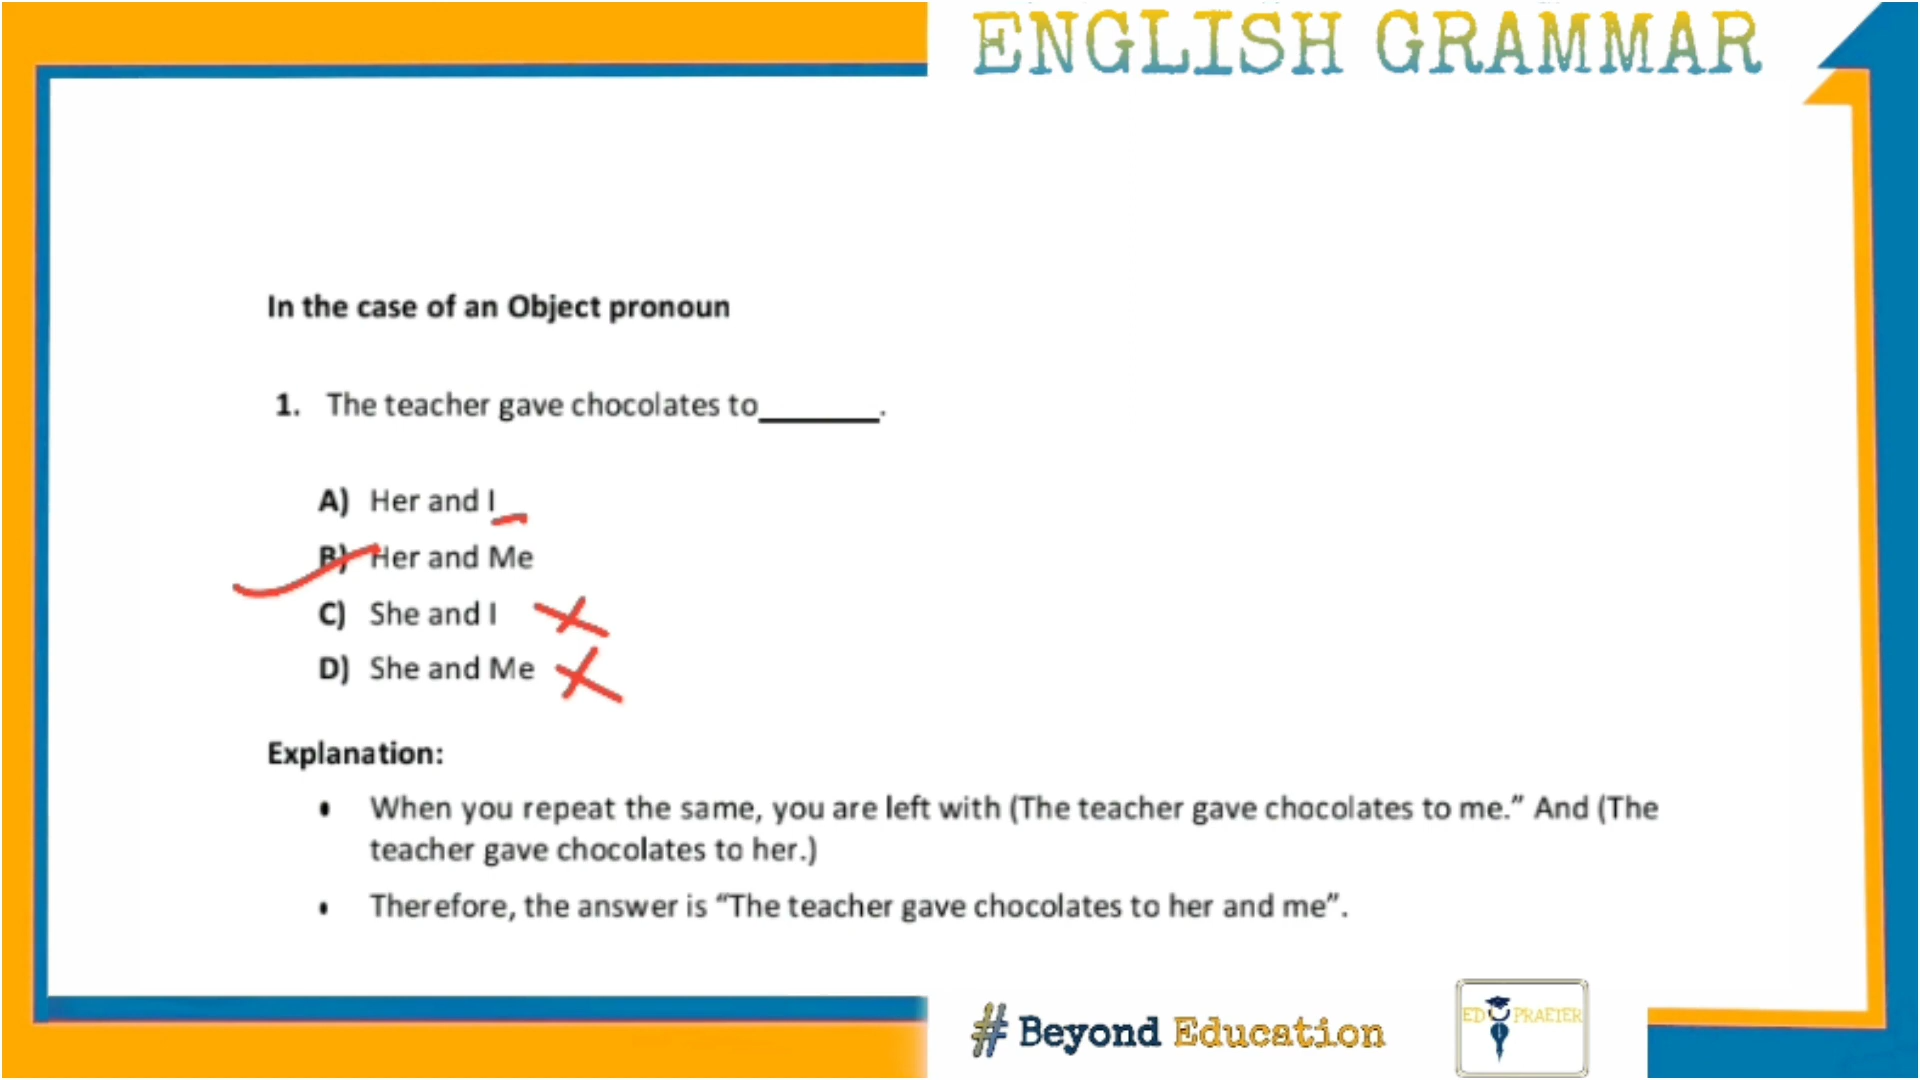 ENGLISH GRAMMAR
In the case of an Object pronoun
1. The teacher gave chocolates to_______.
A) Her and I
B) Her and Me
C) She and I
D) She and Me
Explanation:
• When you repeat the same, you are left with (The teacher gave chocolates to me.” And (The
teacher gave chocolates to her.)
• Therefore, the answer is “The teacher gave chocolates to her and me”.
# Beyond Education
EDUPRAETER